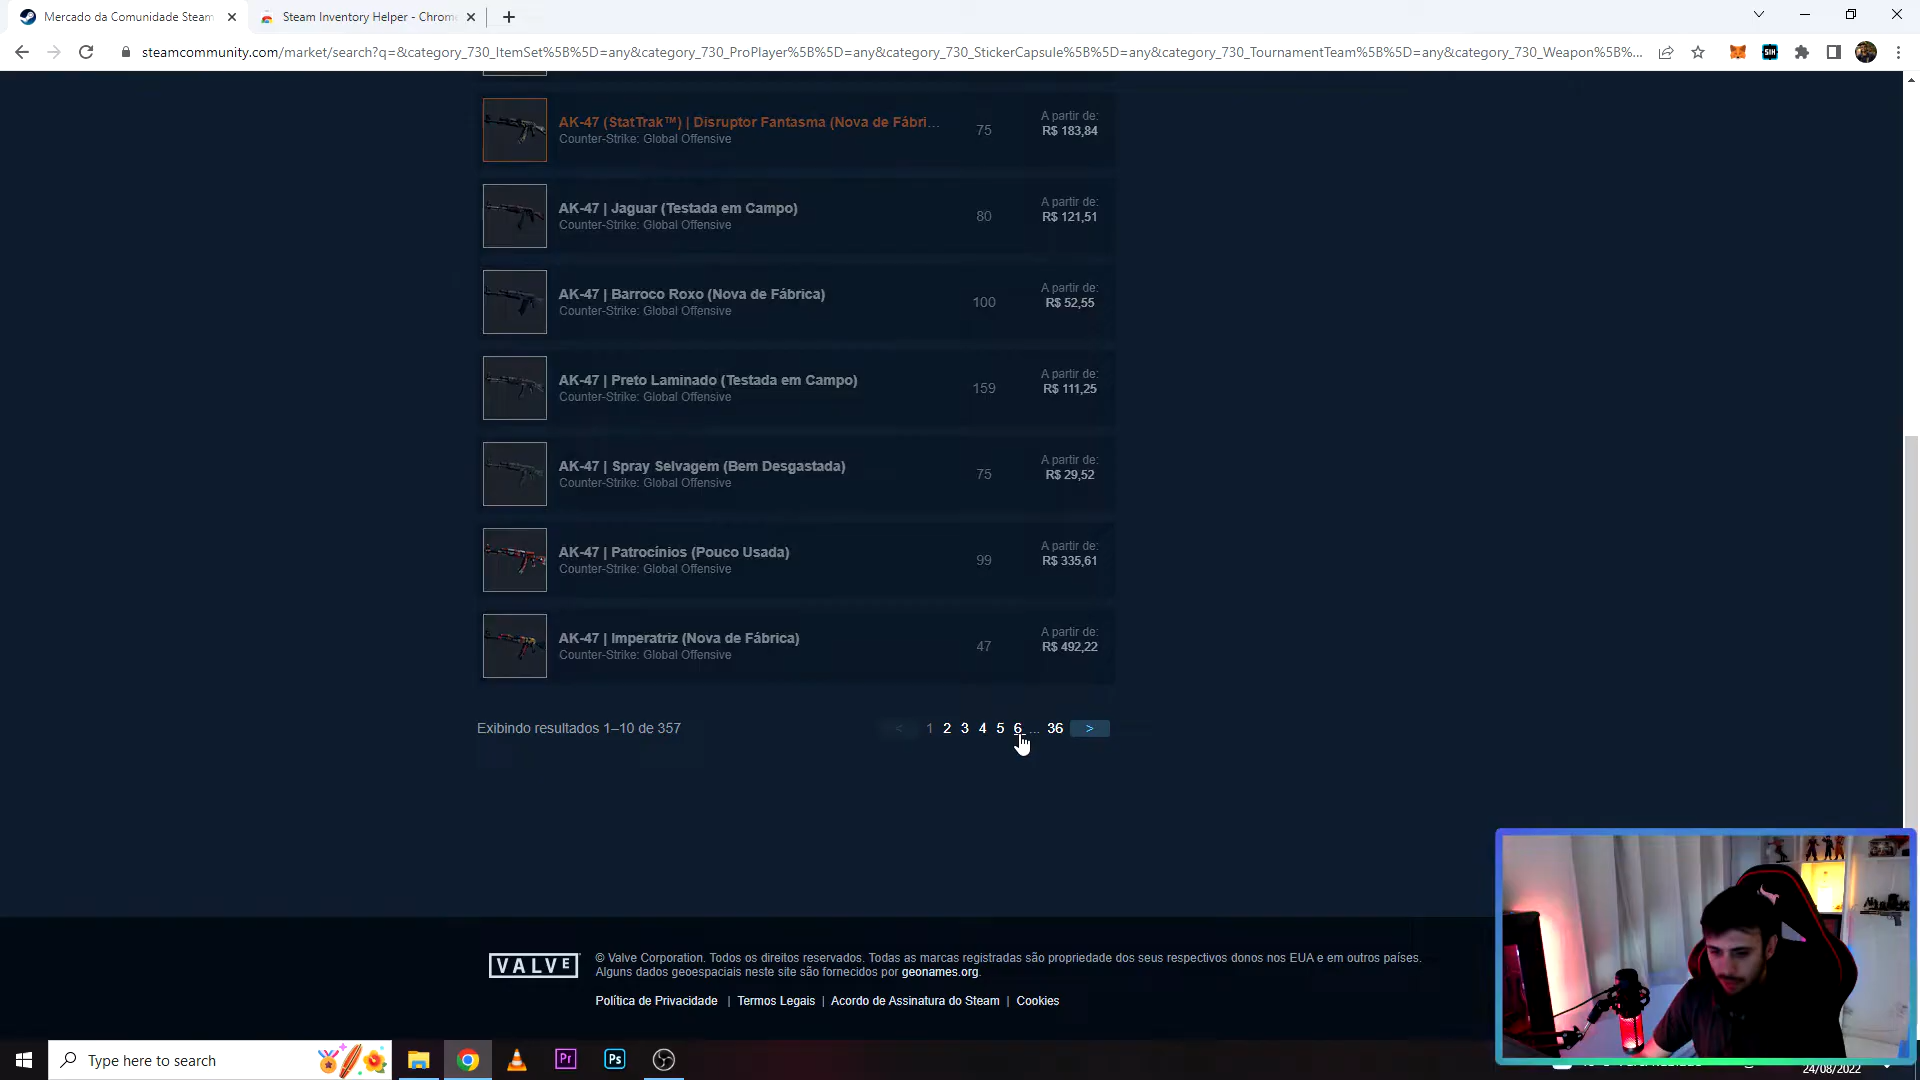 Mercado da Comunidade Steam
Steam Inventory Helper - Chrom
steamcommunity.com/market/search?q=&category_730_ItemSet%5B%5D=any&category_730_ProPlayer%5B%5D=any&category_730_StickerCapsule%5B%5D=any&category_730_TournamentTeam%5B%5D=any&category_730_Weapon%5B%...
AK-47 (StatTrak™) | Disruptor Fantasma (Nova de Fábri...
Counter-Strike: Global Offensive
75
A partir de:
R$ 183,84
AK-47 | Jaguar (Testada em Campo)
Counter-Strike: Global Offensive
80
A partir de:
R$ 121,51
AK-47 | Barroco Roxo (Nova de Fábrica)
Counter-Strike: Global Offensive
100
A partir de:
R$ 52,55
AK-47 | Preto Laminado (Testada em Campo)
Counter-Strike: Global Offensive
159
A partir de:
R$ 111,25
AK-47 | Spray Selvagem (Bem Desgastada)
Counter-Strike: Global Offensive
75
A partir de:
R$ 29,52
AK-47 | Patrocínios (Pouco Usada)
Counter-Strike: Global Offensive
99
A partir de:
R$ 335,61
AK-47 | Imperatriz (Nova de Fábrica)
Counter-Strike: Global Offensive
47
A partir de:
R$ 492,22
Exibindo resultados 1–10 de 357
< 1 2 3 4 5 6 ... 36 >
VALVE
© Valve Corporation. Todos os direitos reservados. Todas as marcas registradas são propriedade dos seus respectivos donos nos EUA e em outros países.
Alguns dados geoespaciais neste site são fornecidos por geonames.org.
Política de Privacidade | Termos Legais | Acordo de Assinatura do Steam | Cookies
Type here to search
Pr
Ps
24/08/2022